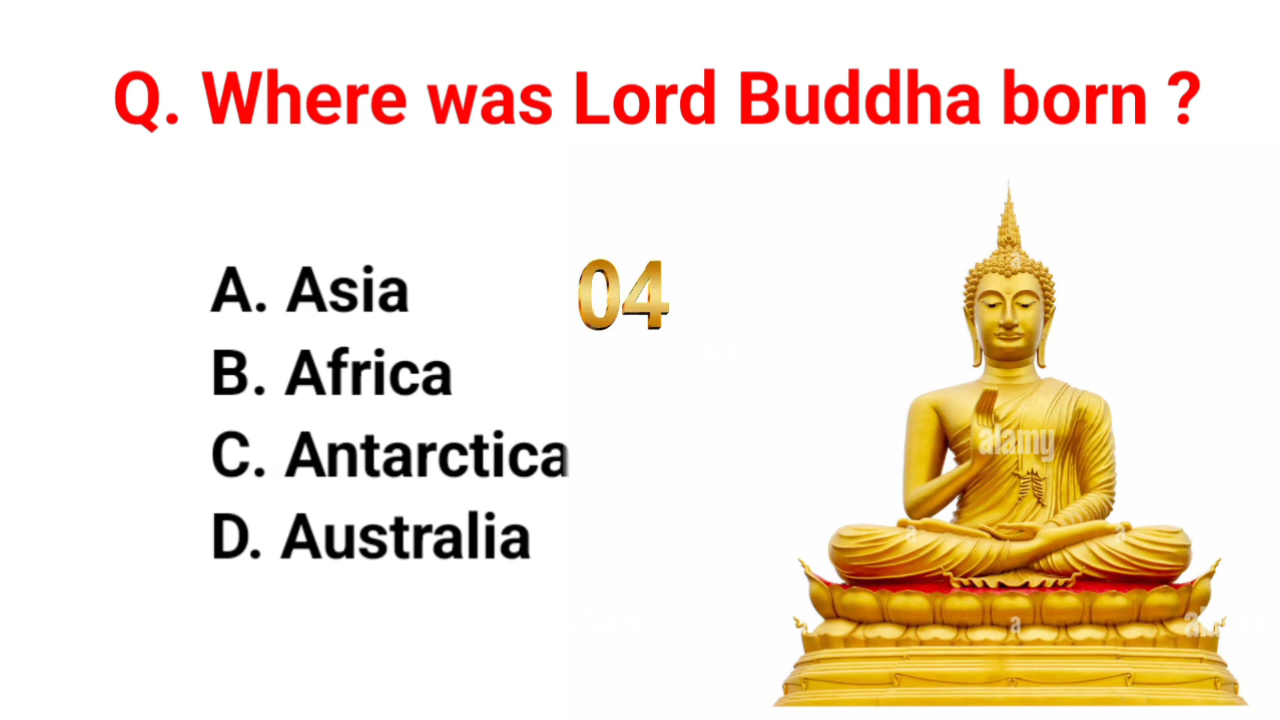 Q. Where was Lord Buddha born ?
A. Asia
04
B. Africa
C. Antarctica
D. Australia
alamy
a
a
a
a